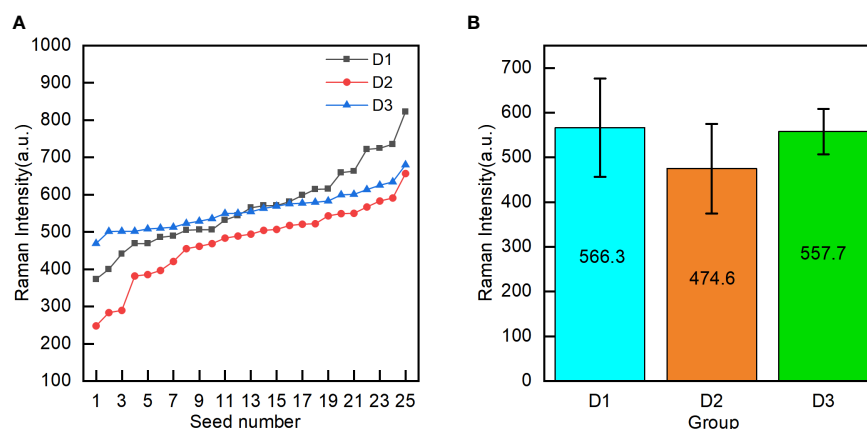 A
Raman Intensity(a.u.)
1000
900
800
700
600
500
400
300
200
100
D1
D2
D3
1 3 5 7 9 11 13 15 17 19 21 23 25
Seed number
B
Raman Intensity(a.u.)
700
600
500
400
300
200
100
0
566.3
474.6
557.7
D1 D2 D3
Group